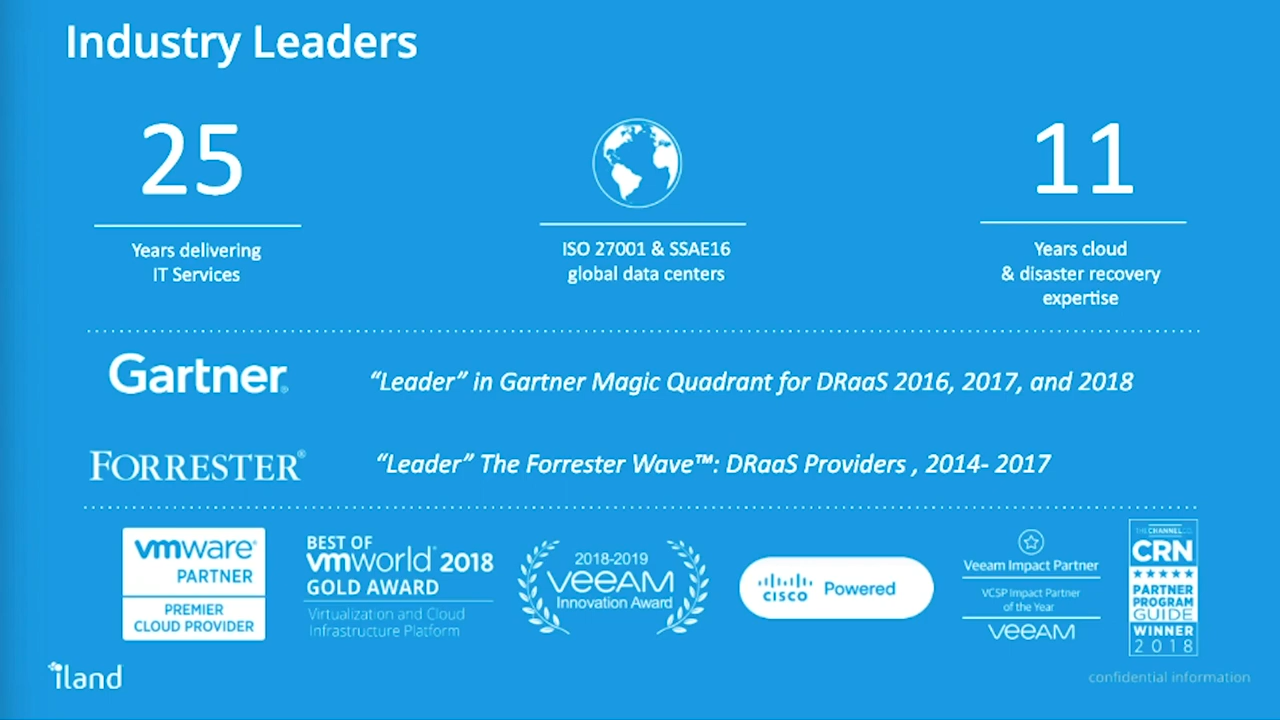 Industry Leaders
25
Years delivering
IT Services
ISO 27001 & SSAE16
global data centers
11
Years cloud
& disaster recovery
expertise
Gartner®
“Leader” in Gartner Magic Quadrant for DRaaS 2016, 2017, and 2018
FORRESTER®
“Leader” The Forrester Wave™: DRaaS Providers , 2014- 2017
vmware®
PARTNER
PREMIER
CLOUD PROVIDER
BEST OF
vmworld® 2018
GOLD AWARD
Virtualization and Cloud
Infrastructure Platform
2018-2019
VEEAM
Innovation Award
CISCO
Powered
Veeam Impact Partner
VCSP Impact Partner
of the Year
VEEAM
THE CHANNEL CO.
CRN
PARTNER
PROGRAM
GUIDE
WINNER
2018
iland
confidential information